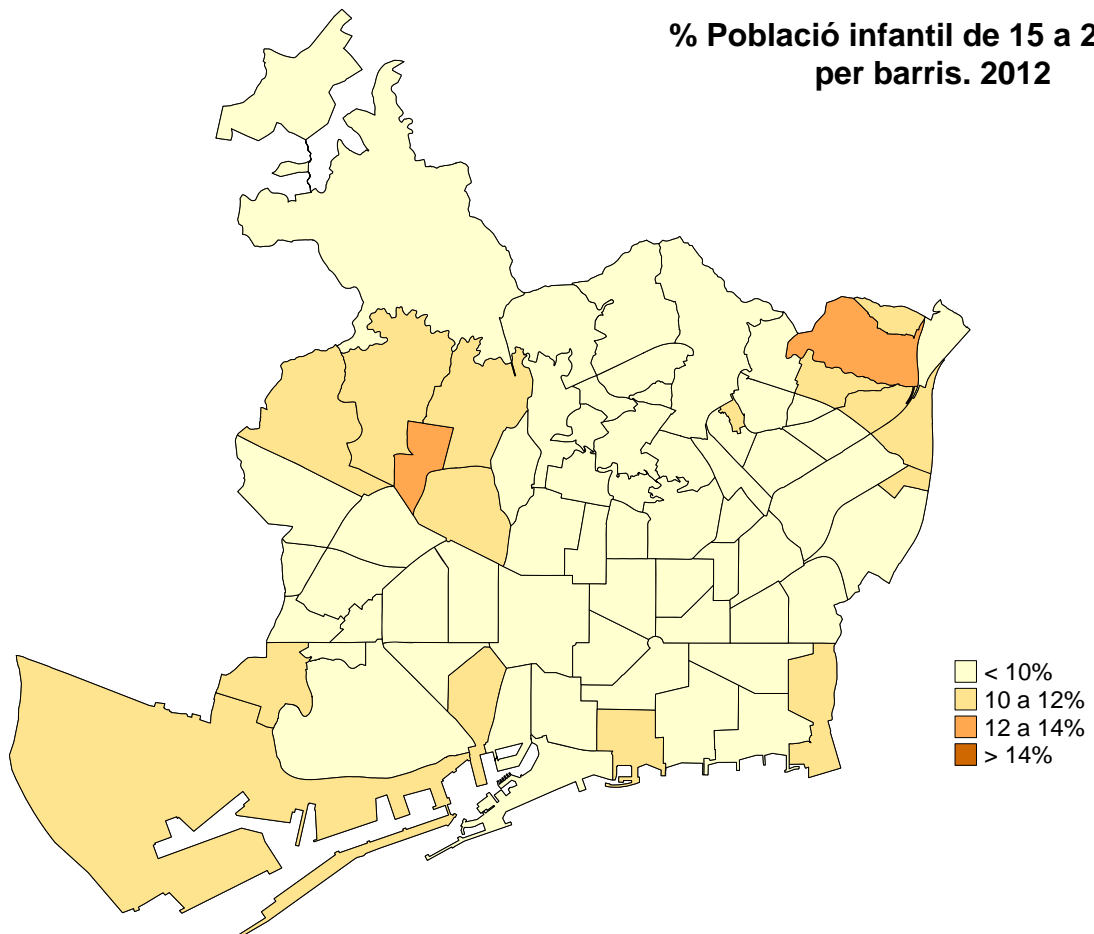 % Població infantil de 15 a 2
per barris. 2012
< 10%
10 a 12%
12 a 14%
> 14%